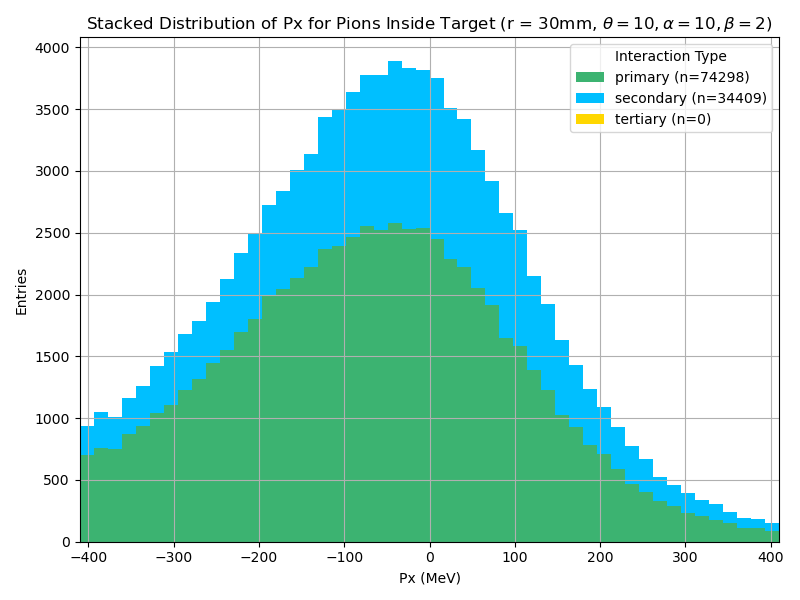 Stacked Distribution of Px for Pions Inside Target (r = 30mm, θ = 10, α = 10, β = 2)
Interaction Type
primary (n=74298)
secondary (n=34409)
tertiary (n=0)
Entries
4000
3500
3000
2500
2000
1500
1000
500
0
−400 −300 −200 −100 0 100 200 300 400
Px (MeV)